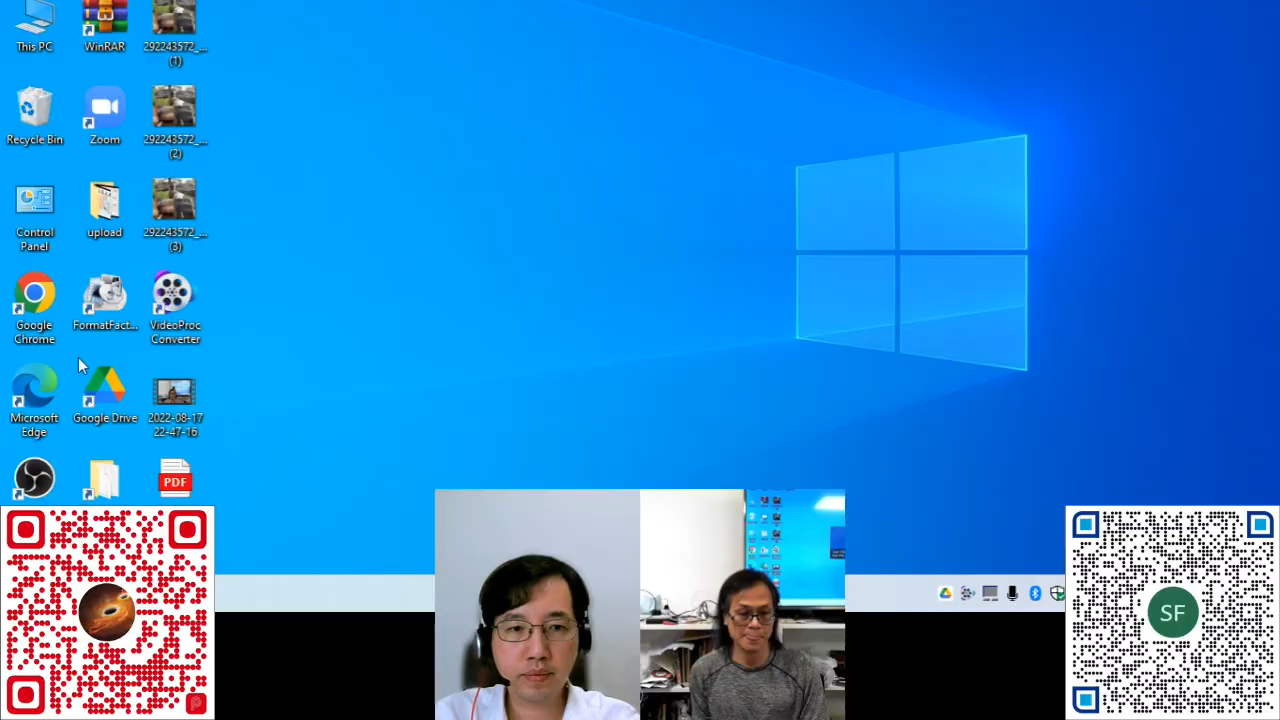 This PC
WinRAR
292243572_...
(1)
Recycle Bin
Zoom
292243572_...
(2)
Control
Panel
upload
292243572_...
(3)
Google
Chrome
FormatFact...
VideoProc
Converter
Microsoft
Edge
Google Drive
2022-08-17
22-47-16
PDF
SF